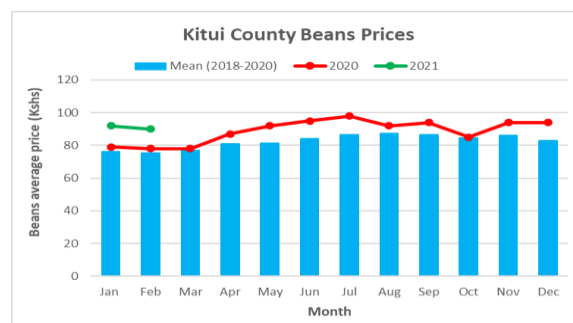 Kitui County Beans Prices
Mean (2018-2020) 2020 2021
Beans average price (Kshs)
120
100
80
60
40
20
0
Jan Feb Mar Apr May Jun Jul Aug Sep Oct Nov Dec
Month